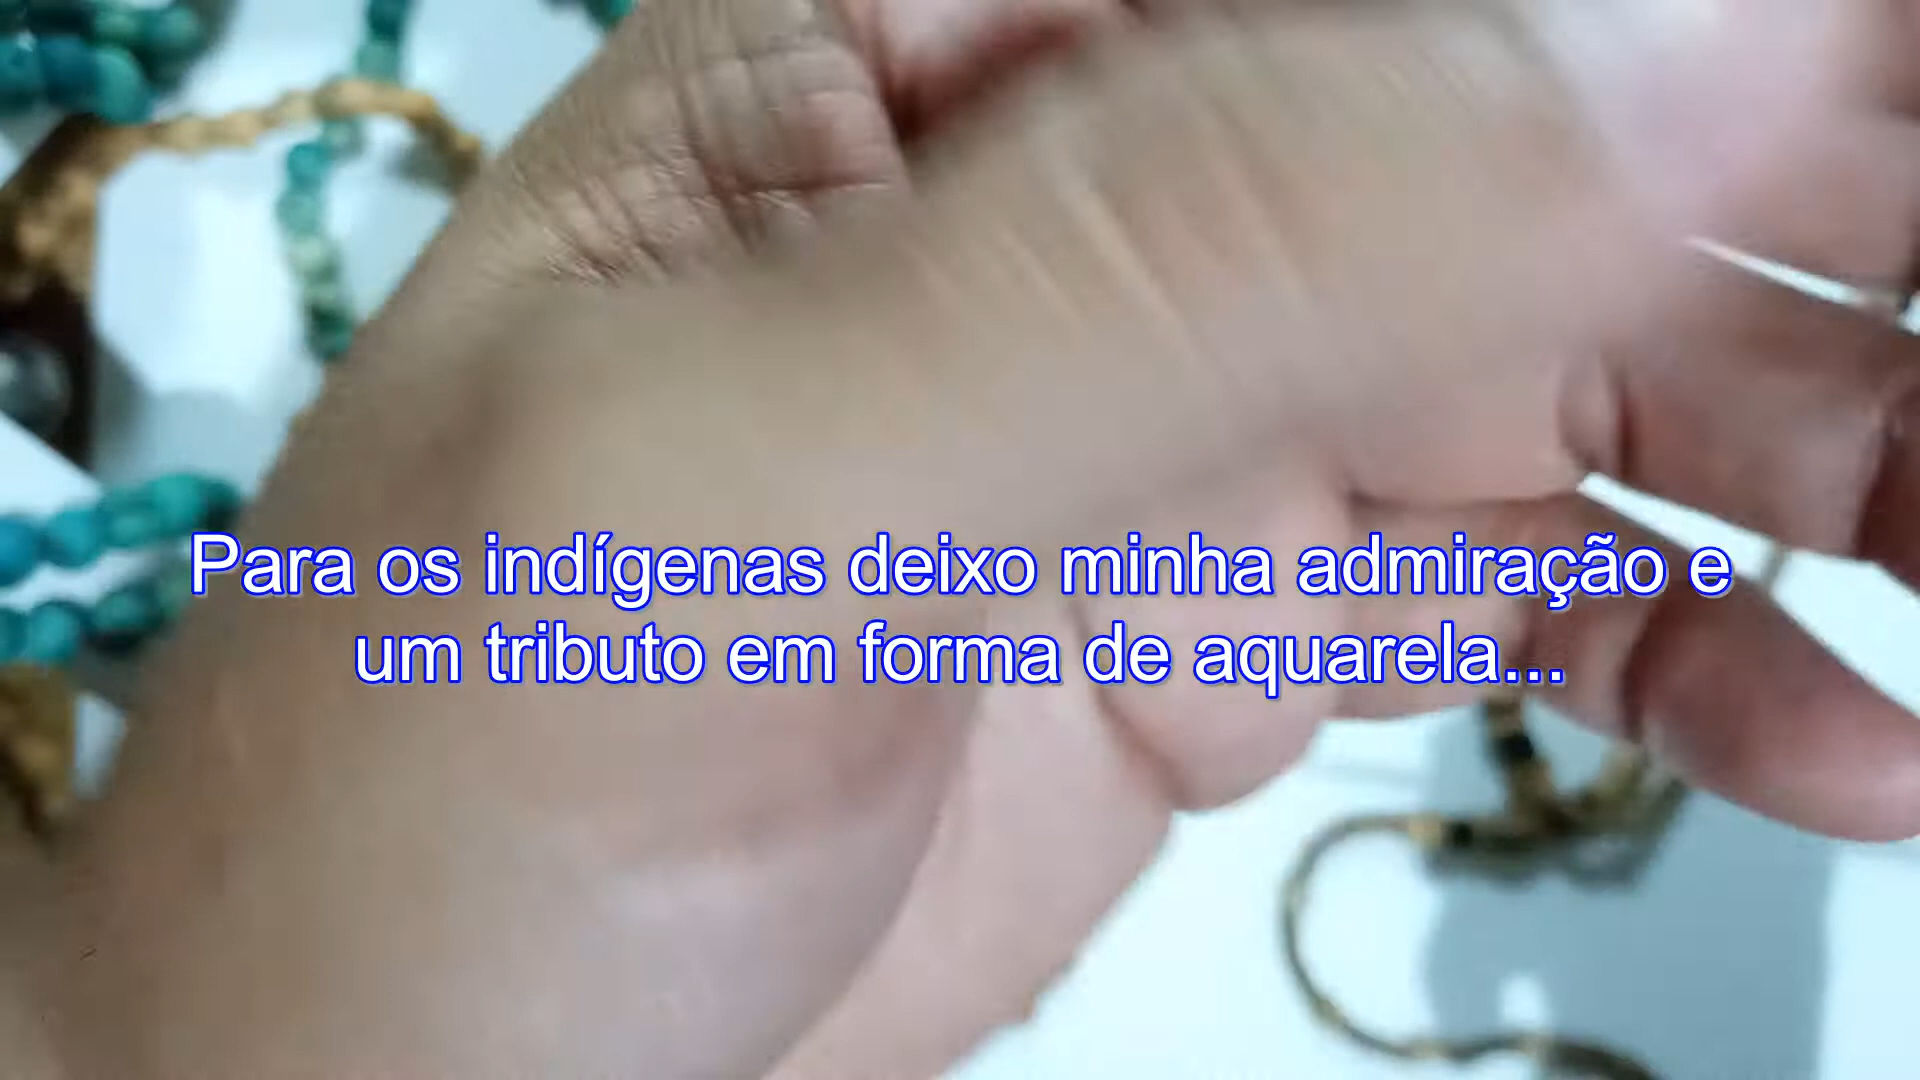 Para os indígenas deixo minha admiração e
um tributo em forma de aquarela...